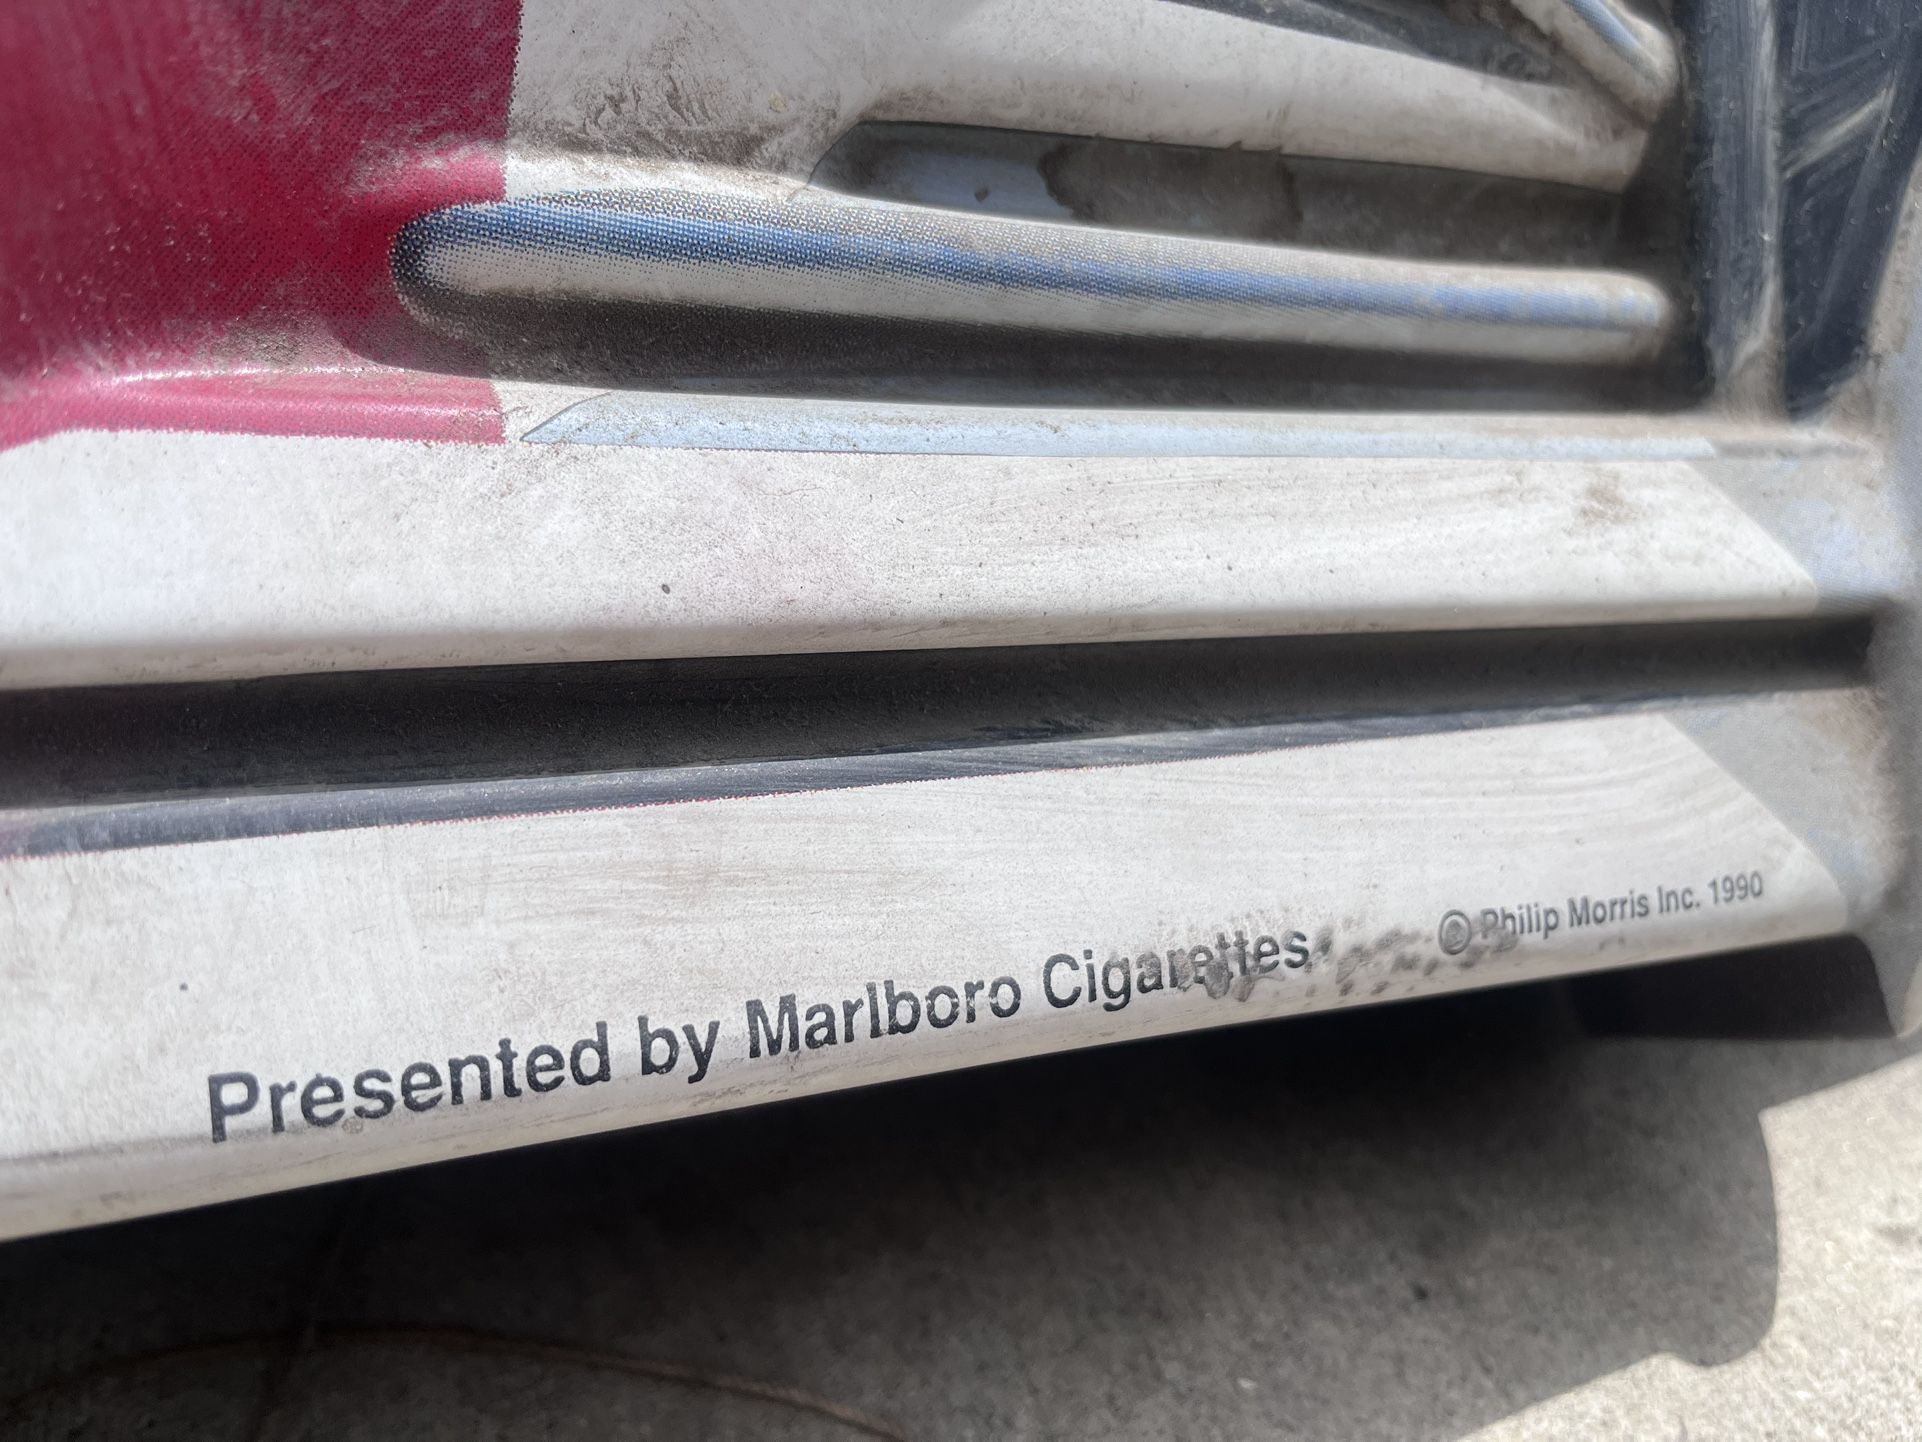 Presented by Marlboro Cigarettes
© Philip Morris Inc. 1990